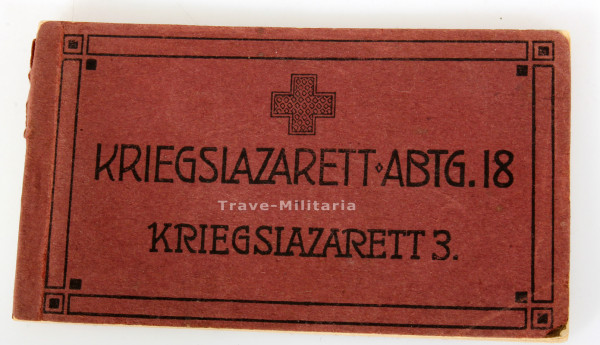 KRIEGSLAZARETT ABTG. 18
Trave-Militaria
KRIEGSLAZARETT 3.